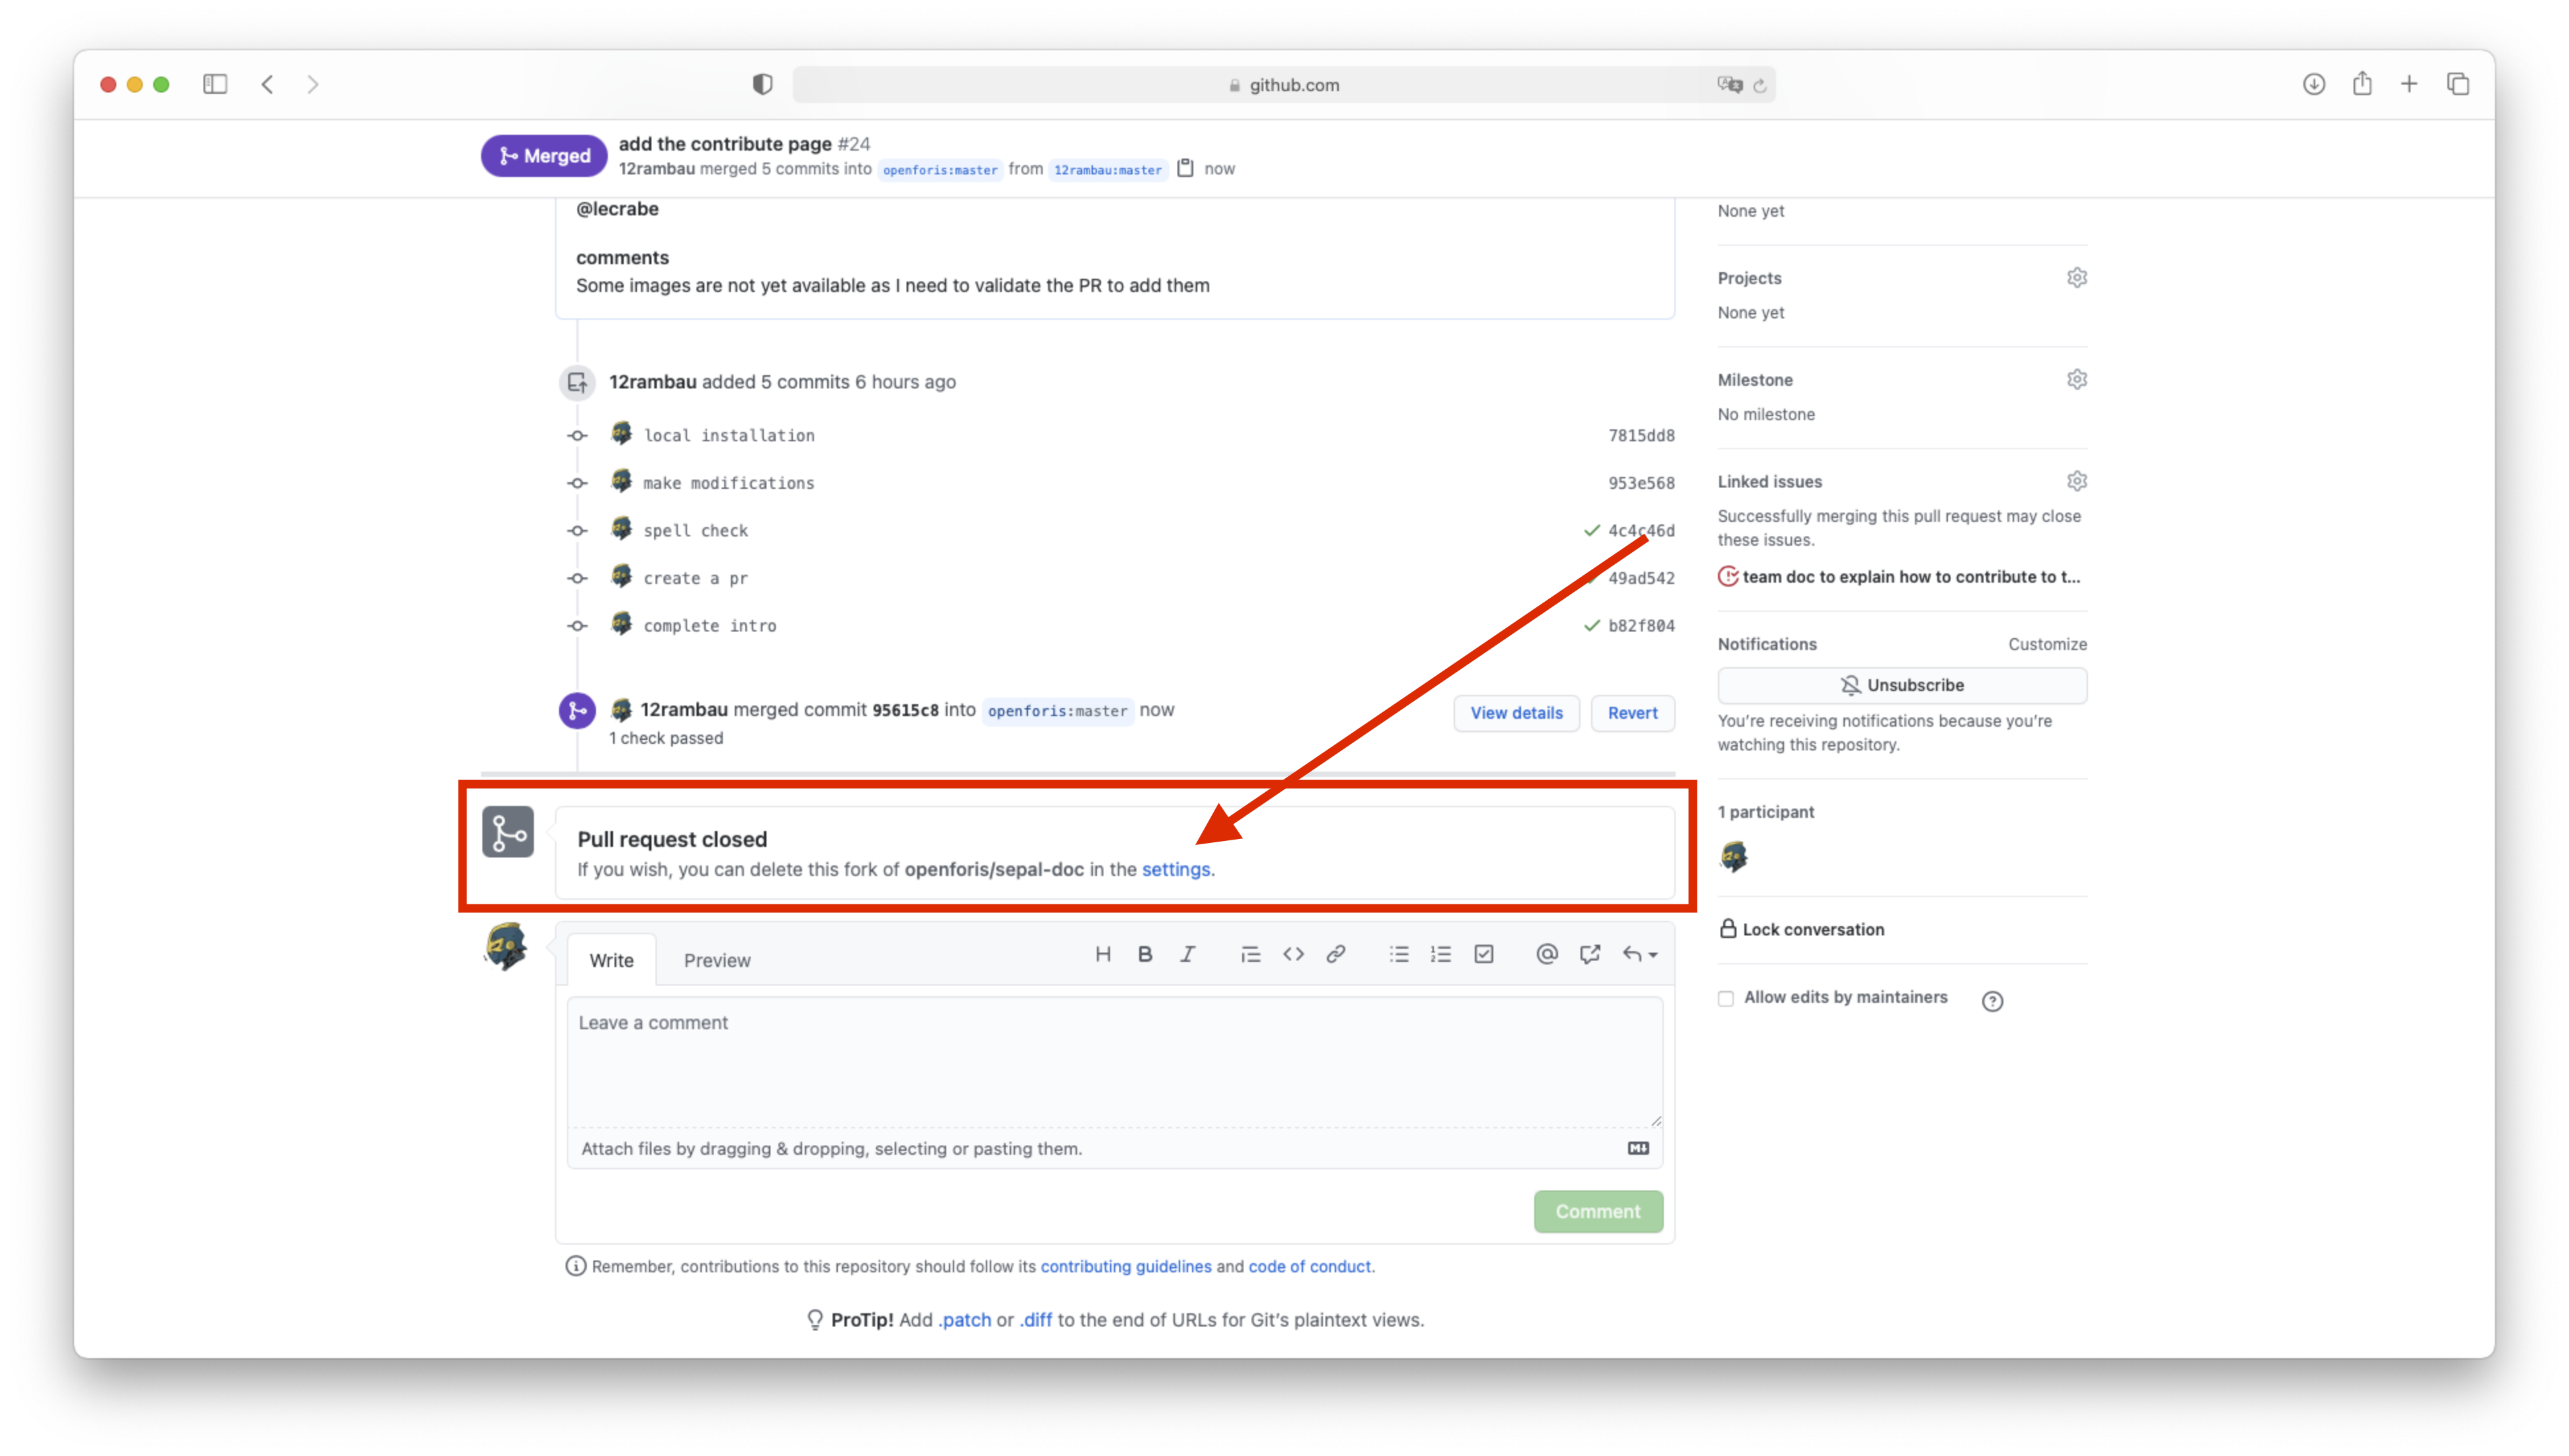 github.com
Merged
add the contribute page #24
12rambau merged 5 commits into openforis:master from 12rambau:master now
@lecrabe
comments
Some images are not yet available as I need to validate the PR to add them
12rambau added 5 commits 6 hours ago
local installation 7815dd8
make modifications 953e568
spell check 4c4c46d
create a pr 49ad542
complete intro b82f804
12rambau merged commit 95615c8 into openforis:master now
1 check passed
View details
Revert
Pull request closed
If you wish, you can delete this fork of openforis/sepal-doc in the settings.
Write
Preview
H B I
Leave a comment
Attach files by dragging & dropping, selecting or pasting them.
Comment
Remember, contributions to this repository should follow its contributing guidelines and code of conduct.
ProTip! Add .patch or .diff to the end of URLs for Git's plaintext views.
None yet
Projects
None yet
Milestone
No milestone
Linked issues
Successfully merging this pull request may close
these issues.
team doc to explain how to contribute to t...
Notifications
Customize
Unsubscribe
You're receiving notifications because you're
watching this repository.
1 participant
Lock conversation
Allow edits by maintainers